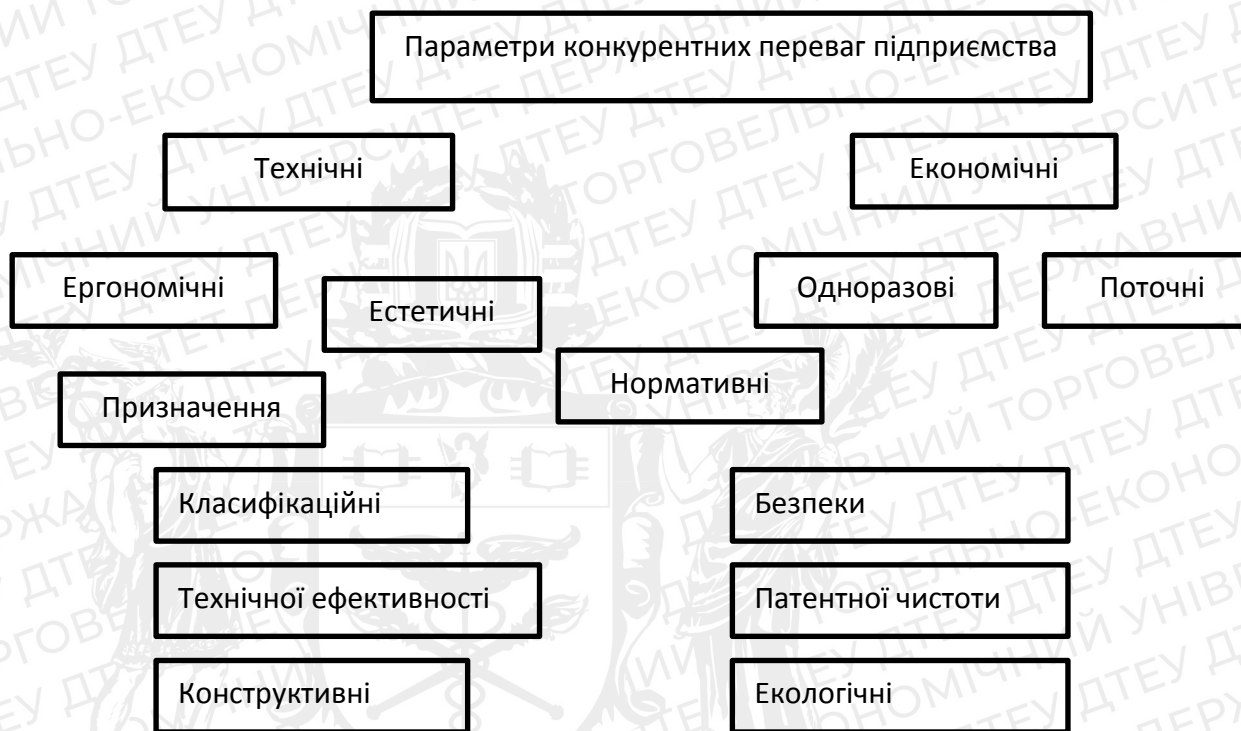 Параметри конкурентних переваг підприємства
Технічні
Економічні
Ергономічні
Естетичні
Одноразові
Поточні
Нормативні
Призначення
Класифікаційні
Безпеки
Технічної ефективності
Патентної чистоти
Конструктивні
Екологічні